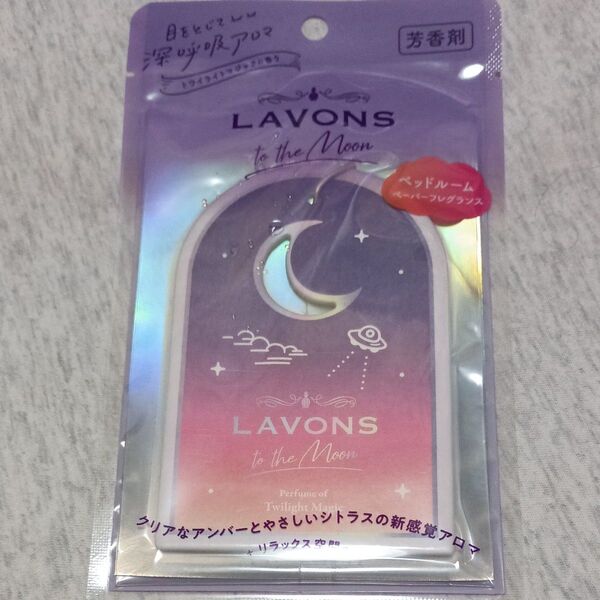 目をとじて
深呼吸アロマ
トワイライトマジックの香り
芳香剤
LAVONS
to the Moon
ベッドルーム
ペーパーフレグランス
LAVONS
to the Moon
Perfume of
Twilight Magic
クリアなアンバーとやさしいシトラスの新感覚アロマ
リラックス空間